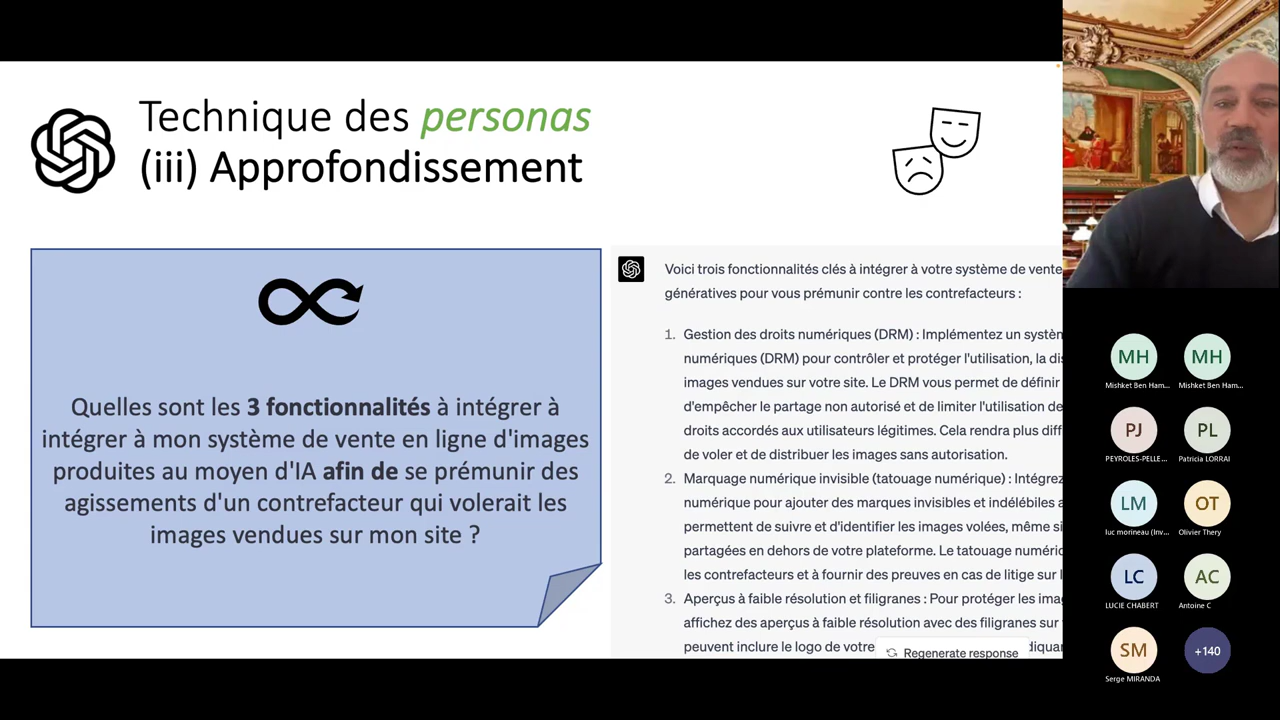 Technique des personas
(iii) Approfondissement
Quelles sont les 3 fonctionnalités à intégrer à
intégrer à mon système de vente en ligne d'images
produites au moyen d'IA afin de se prémunir des
agissements d'un contrefacteur qui volerait les
images vendues sur mon site ?
Voici trois fonctionnalités clés à intégrer à votre système de vente
génératives pour vous prémunir contre les contrefacteurs :
1. Gestion des droits numériques (DRM) : Implémentez un systèm
numériques (DRM) pour contrôler et protéger l'utilisation, la dis
images vendues sur votre site. Le DRM vous permet de définir
d'empêcher le partage non autorisé et de limiter l'utilisation de
droits accordés aux utilisateurs légitimes. Cela rendra plus diff
de voler et de distribuer les images sans autorisation.
2. Marquage numérique invisible (tatouage numérique) : Intégrez
numérique pour ajouter des marques invisibles et indélébiles a
permettent de suivre et d'identifier les images volées, même si
partagées en dehors de votre plateforme. Le tatouage numériq
les contrefacteurs et à fournir des preuves en cas de litige sur l
3. Aperçus à faible résolution et filigranes : Pour protéger les ima
affichez des aperçus à faible résolution avec des filigranes sur
peuvent inclure le logo de votre
Regenerate response
MH
MH
Mishket Ben Ham...
Mishket Ben Ham...
PJ
PL
PEYROLES-PELLE...
Patricia LORRAI
LM
OT
luc morineau (Inv...
Olivier Thery
LC
AC
LUCIE CHABERT
Antoine C
SM
+140
Serge MIRANDA